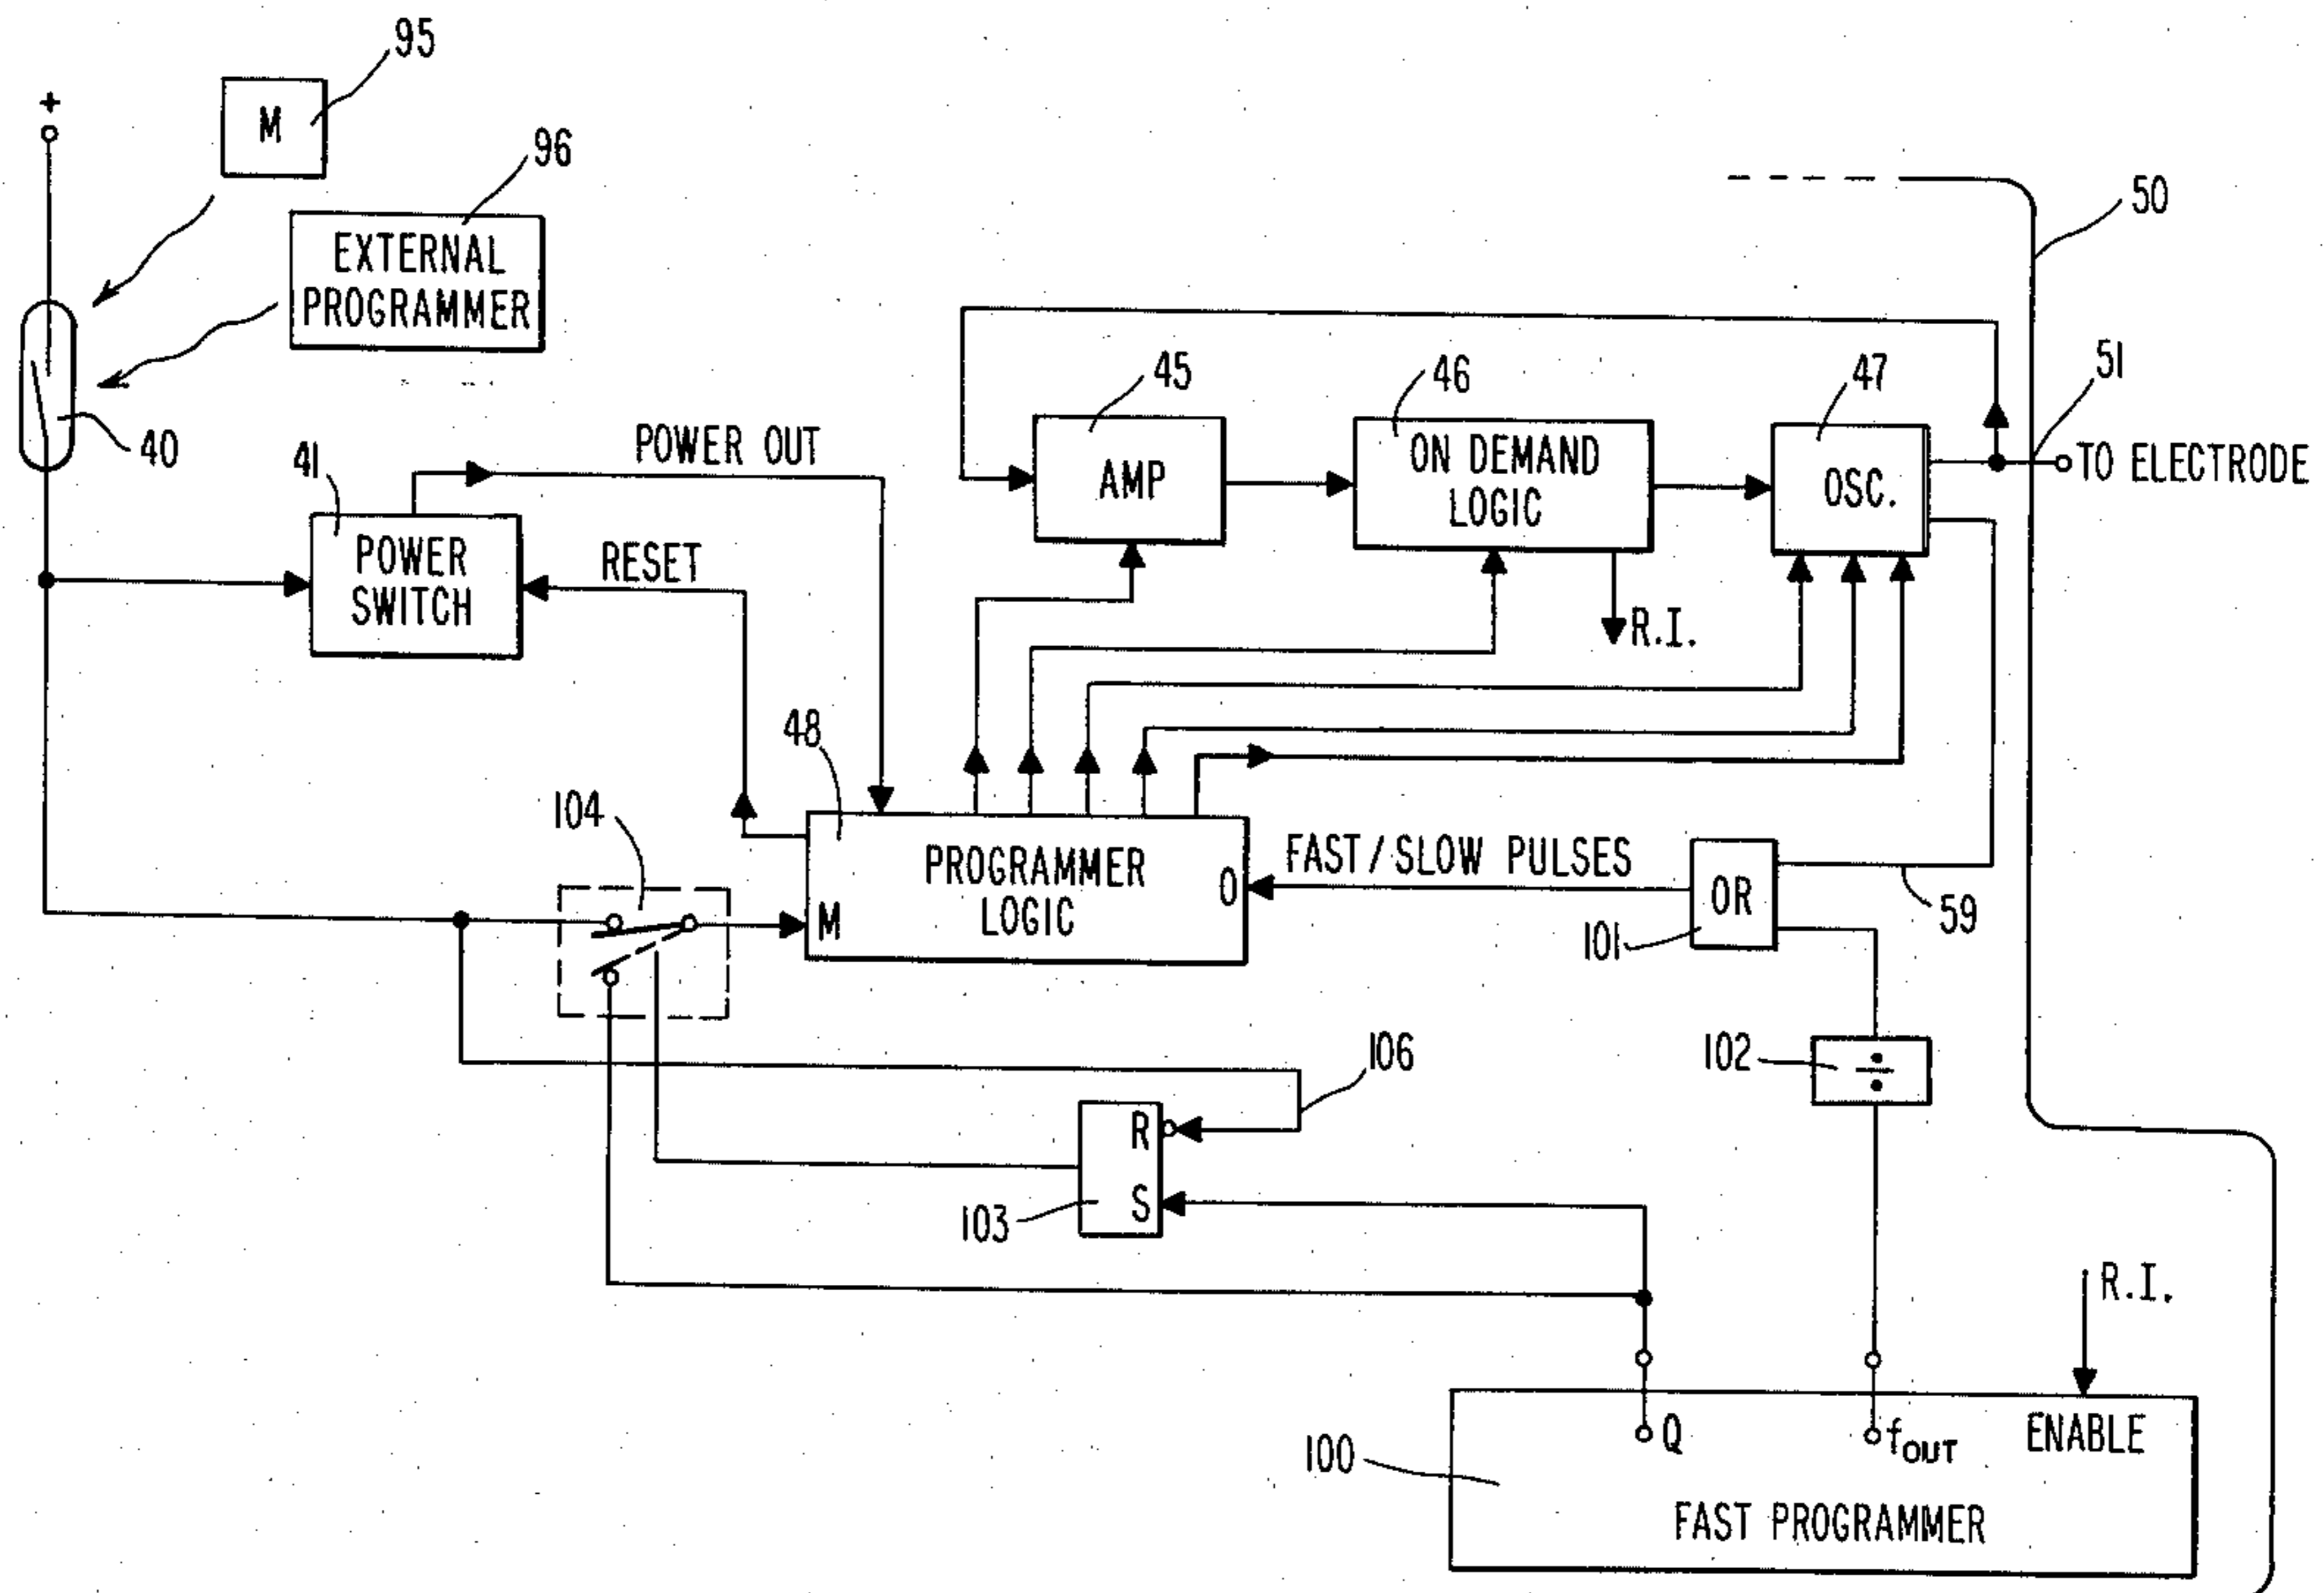 95
+
M
96
EXTERNAL
PROGRAMMER
50
45
46
47
51
40
41
POWER OUT
AMP
ON DEMAND
LOGIC
OSC.
TO ELECTRODE
POWER
SWITCH
RESET
R.I.
48
104
PROGRAMMER
LOGIC
M
O
FAST/SLOW PULSES
OR
101
59
106
102
÷
R
S
103
R.I.
Q
fOUT
ENABLE
100
FAST PROGRAMMER